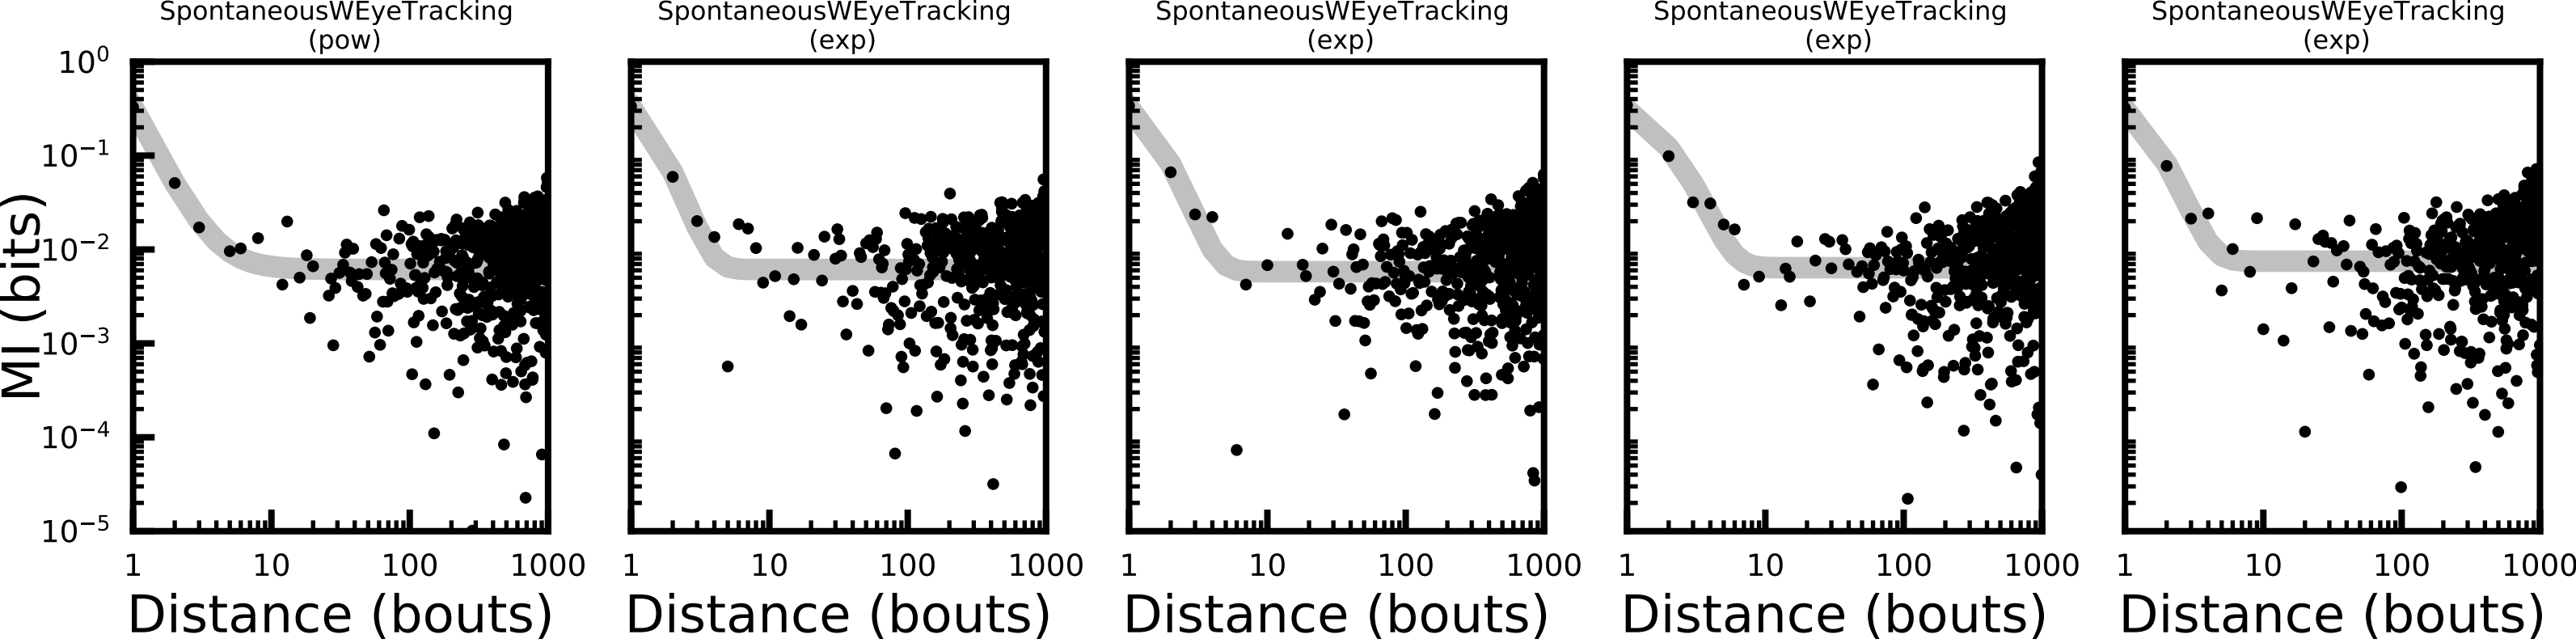 SpontaneousWEyeTracking
(pow)
SpontaneousWEyeTracking
(exp)
SpontaneousWEyeTracking
(exp)
SpontaneousWEyeTracking
(exp)
SpontaneousWEyeTracking
(exp)
MI (bits)
10⁰
10⁻¹
10⁻²
10⁻³
10⁻⁴
10⁻⁵
1 10 100 1000
1 10 100 1000
1 10 100 1000
1 10 100 1000
1 10 100 1000
Distance (bouts)
Distance (bouts)
Distance (bouts)
Distance (bouts)
Distance (bouts)